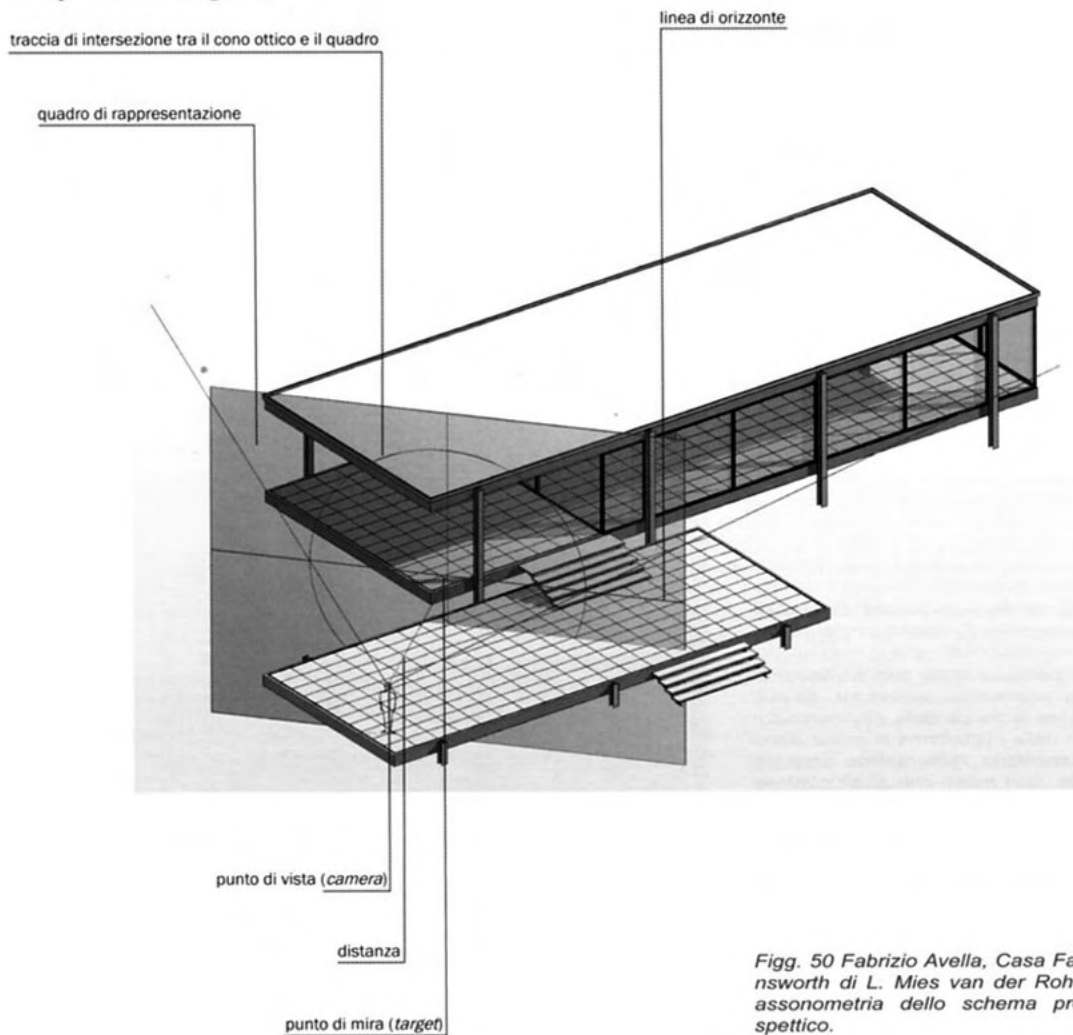 linea di orizzonte
traccia di intersezione tra il cono ottico e il quadro
quadro di rappresentazione
punto di vista (camera)
distanza
punto di mira (target)
Figg. 50 Fabrizio Avella, Casa Fa
nsworth di L. Mies van der Roh
assonometria dello schema pr
spettico.